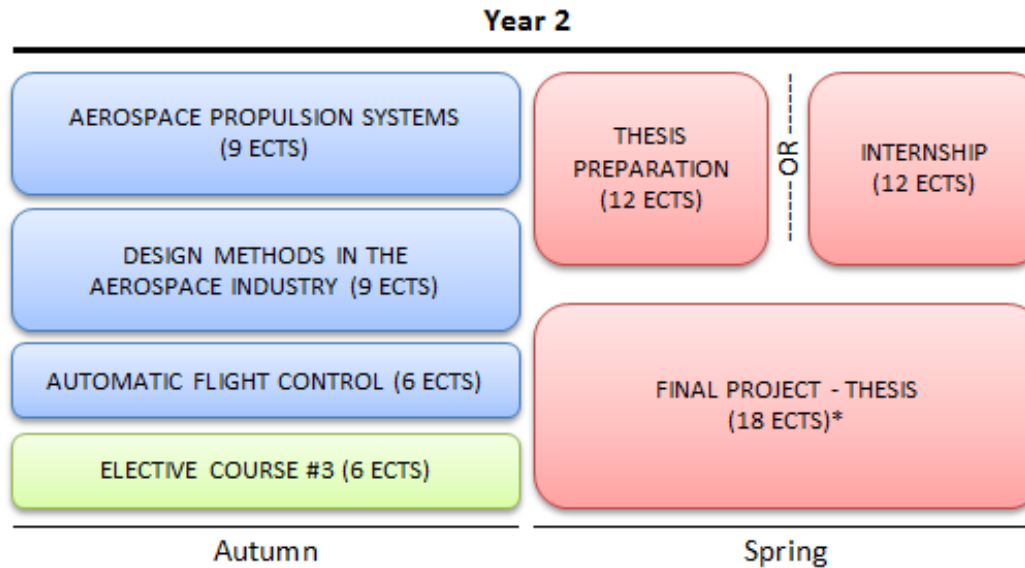 Year 2
AEROSPACE PROPULSION SYSTEMS
(9 ECTS)
DESIGN METHODS IN THE
AEROSPACE INDUSTRY (9 ECTS)
AUTOMATIC FLIGHT CONTROL (6 ECTS)
ELECTIVE COURSE #3 (6 ECTS)
Autumn
THESIS
PREPARATION
(12 ECTS)
OR
INTERNSHIP
(12 ECTS)
FINAL PROJECT - THESIS
(18 ECTS)*
Spring